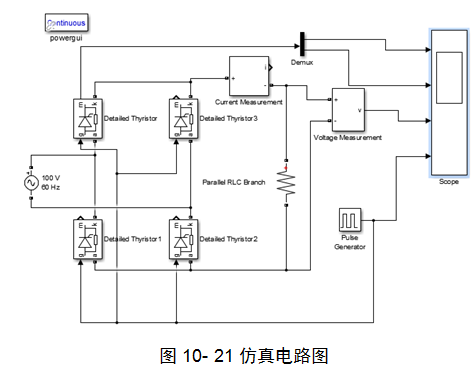 Continuous
powergui
Demux
i
+
-
Current Measurement
+
-
v
Voltage Measurement
Scope
m
k
g
a
Detailed Thyristor
m
k
g
a
Detailed Thyristor3
+
100 V
60 Hz
Parallel RLC Branch
+
m
k
g
a
Detailed Thyristor1
m
k
g
a
Detailed Thyristor2
Pulse
Generator
图 10- 21 仿真电路图